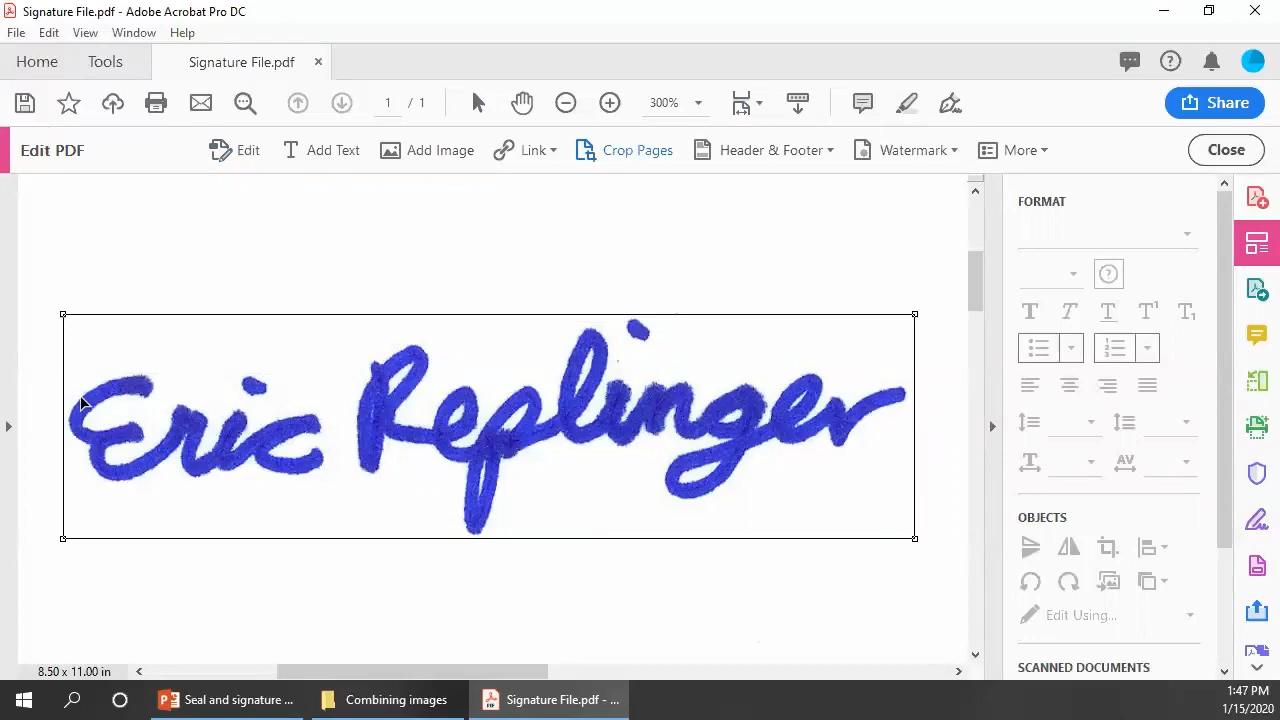 Signature File.pdf - Adobe Acrobat Pro DC
File Edit View Window Help
Home Tools Signature File.pdf
1 / 1 300% Share
Edit PDF Edit Add Text Add Image Link Crop Pages Header & Footer Watermark More Close
FORMAT
Eric Replinger
OBJECTS
Edit Using...
SCANNED DOCUMENTS
8.50 x 11.00 in
Seal and signature ... Combining images Signature File.pdf - ...
1:47 PM
1/15/2020